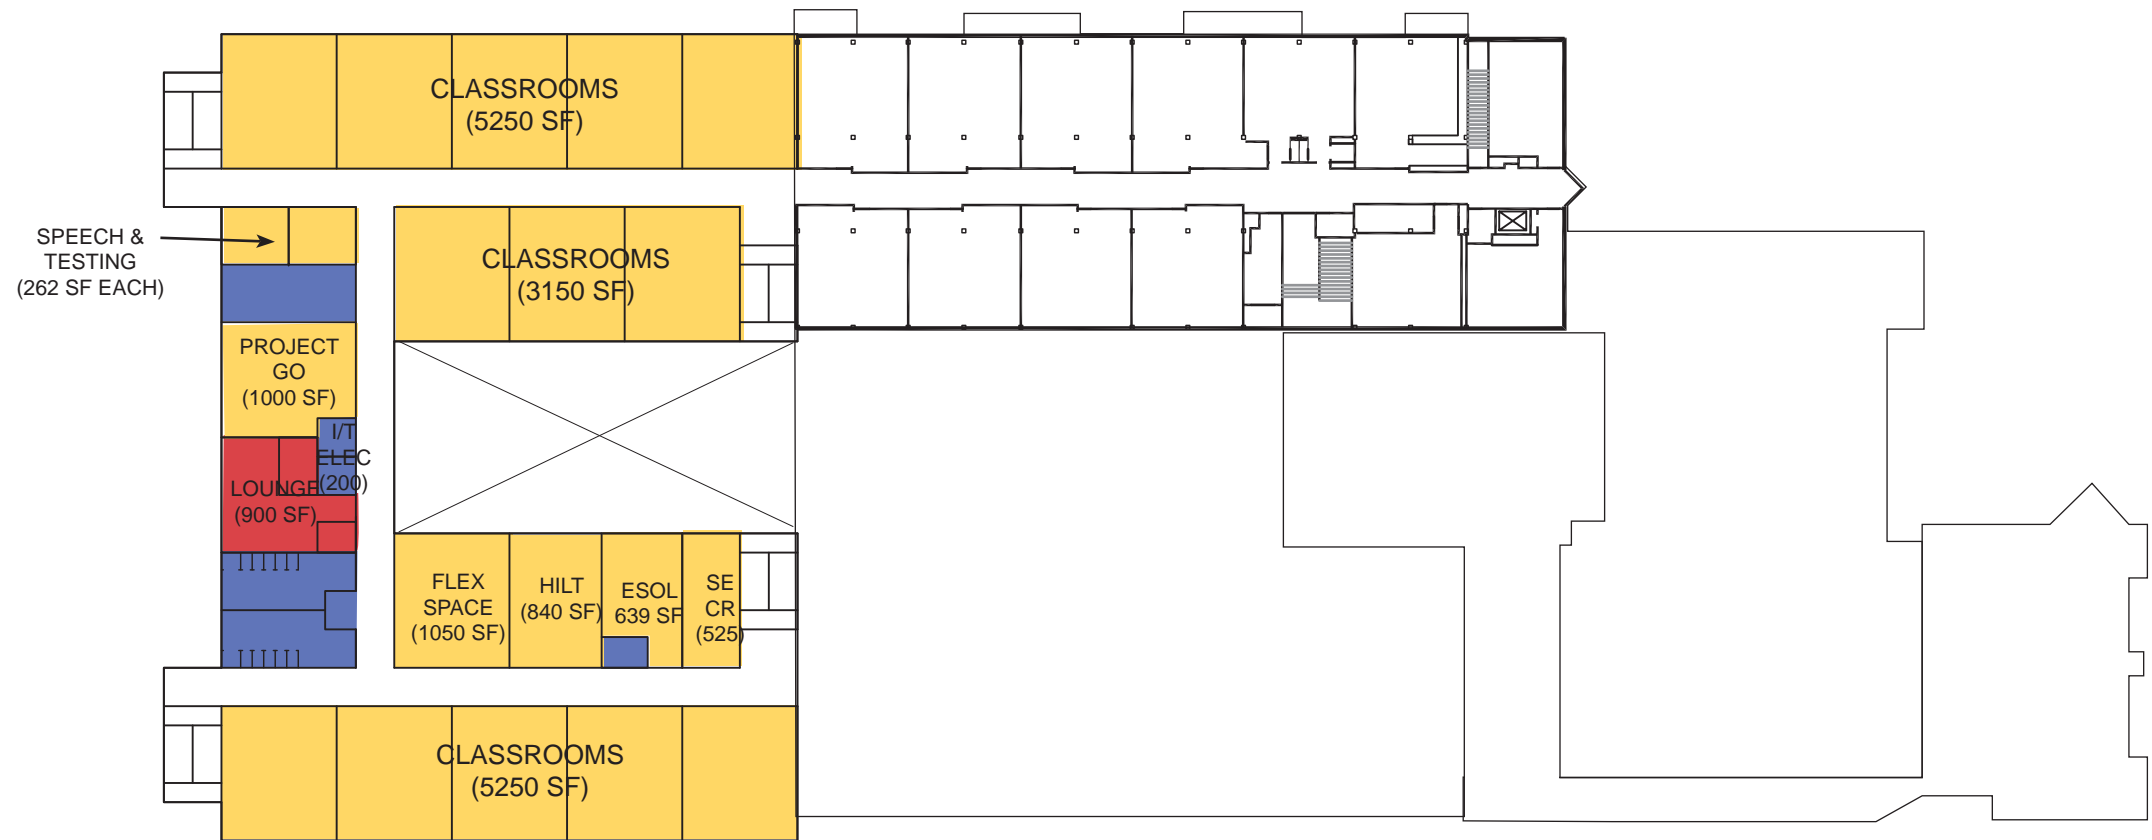 CLASSROOMS
(5250 SF)
SPEECH &
TESTING
(262 SF EACH)
CLASSROOMS
(3150 SF)
PROJECT
GO
(1000 SF)
I/T
ELEC
(200)
LOUNGE
(900 SF)
FLEX
SPACE
(1050 SF)
HILT
(840 SF)
ESOL
639 SF
SE
CR
(525)
CLASSROOMS
(5250 SF)